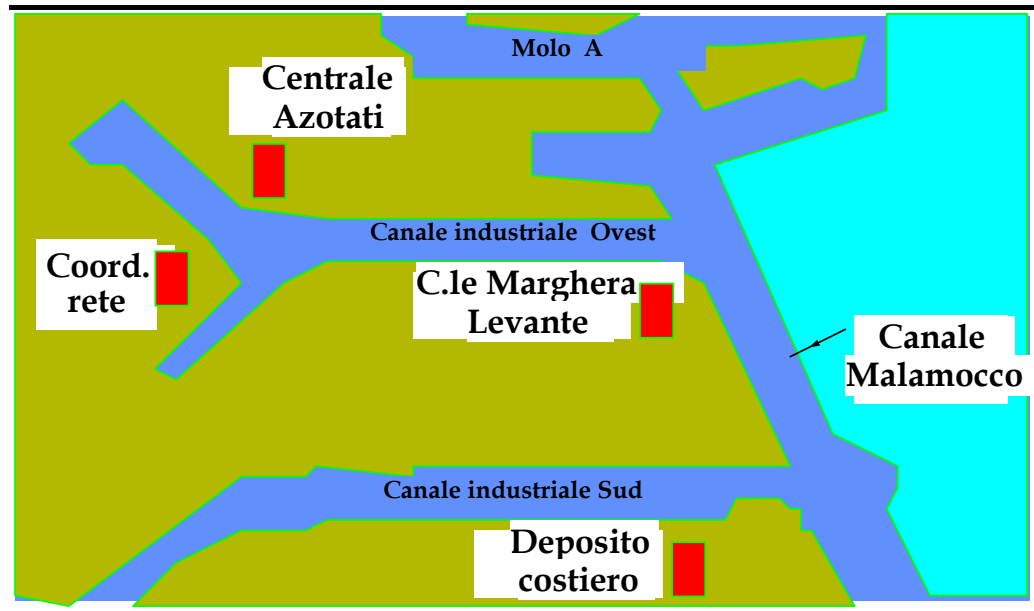 Molo A
Centrale
Azotati
Canale industriale Ovest
Coord.
rete
C.le Marghera
Levante
Canale
Malamocco
Canale industriale Sud
Deposito
costiero